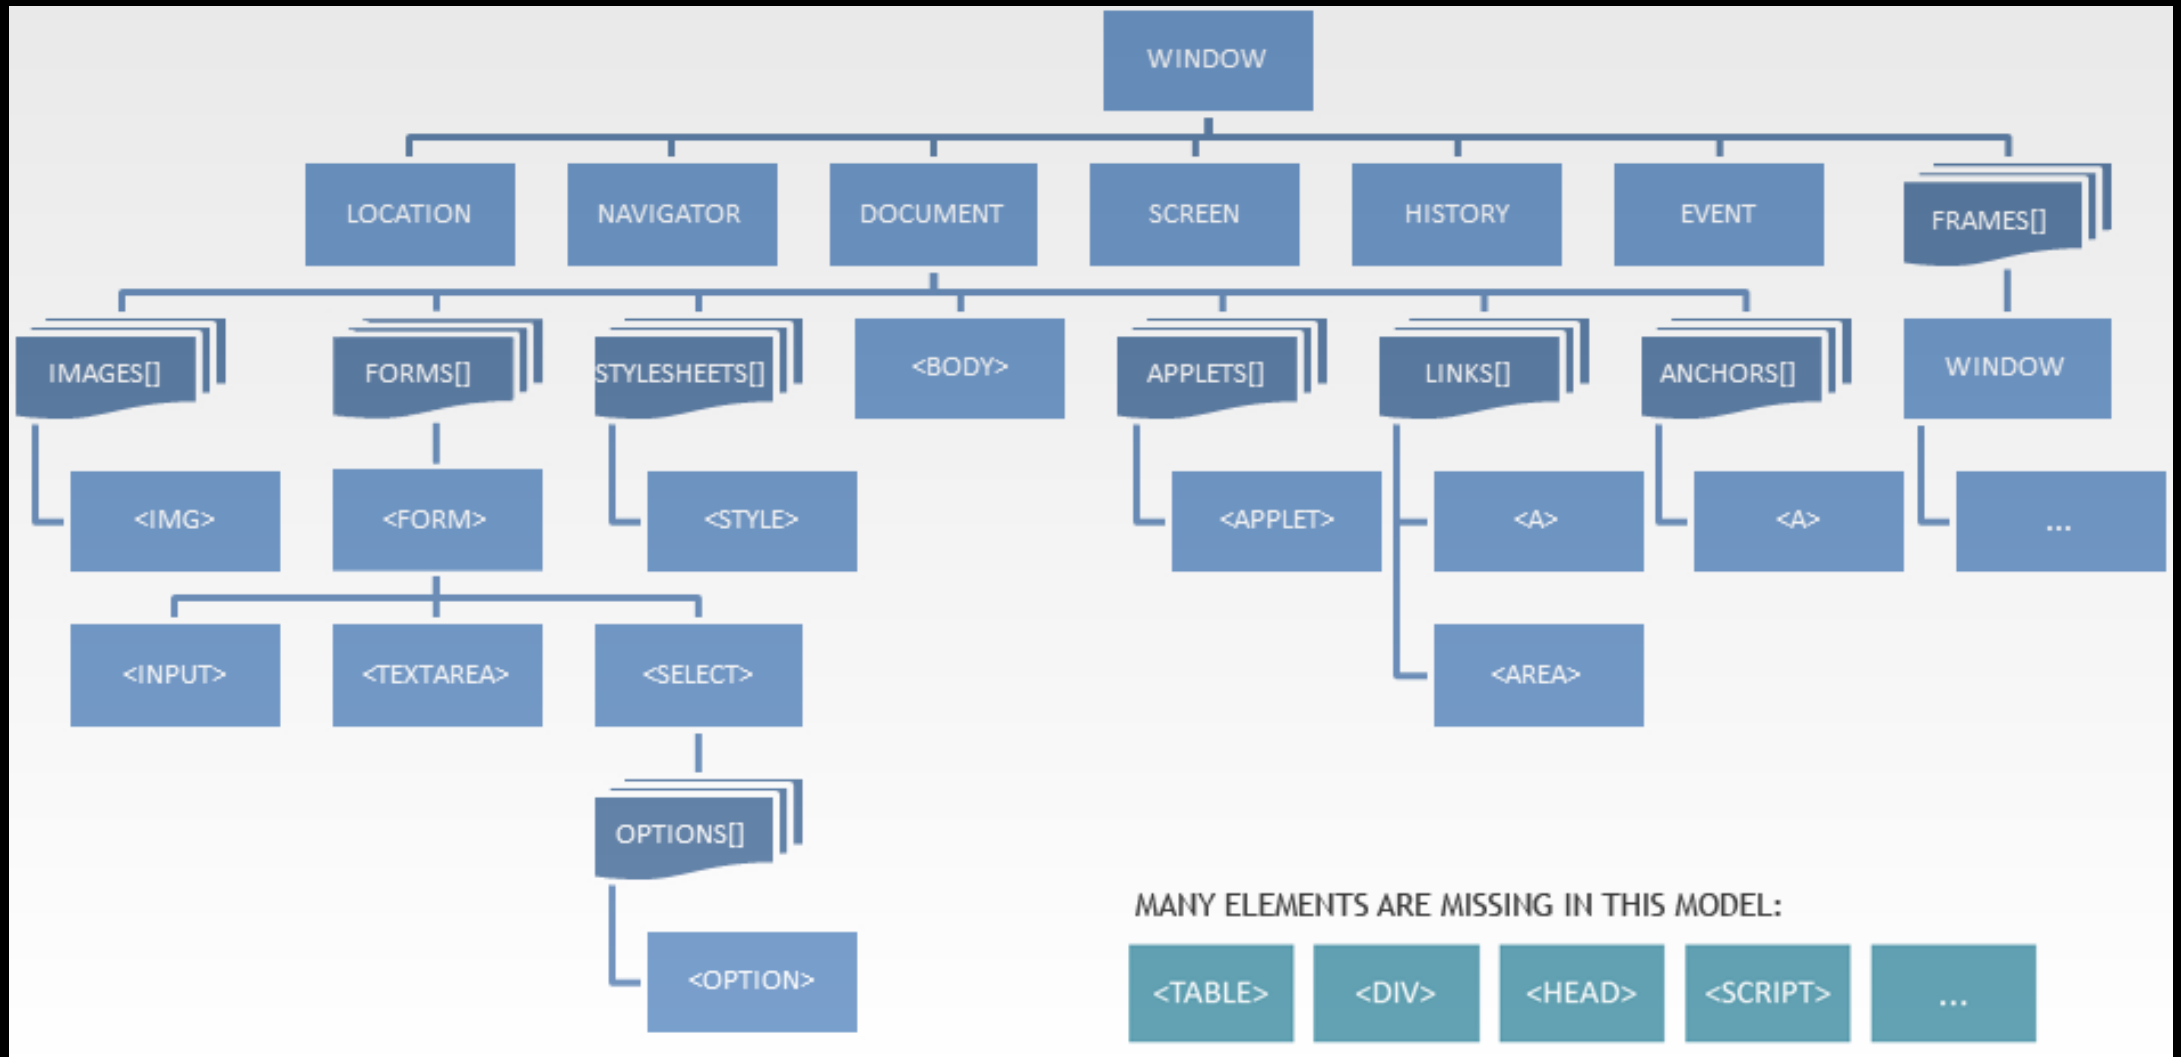 WINDOW
LOCATION
NAVIGATOR
DOCUMENT
SCREEN
HISTORY
EVENT
FRAMES[]
IMAGES[]
FORMS[]
STYLESHEETS[]
<BODY>
APPLETS[]
LINKS[]
ANCHORS[]
WINDOW
<IMG>
<FORM>
<STYLE>
<APPLET>
<A>
<A>
...
<INPUT>
<TEXTAREA>
<SELECT>
<AREA>
OPTIONS[]
<OPTION>
MANY ELEMENTS ARE MISSING IN THIS MODEL:
<TABLE>
<DIV>
<HEAD>
<SCRIPT>
...